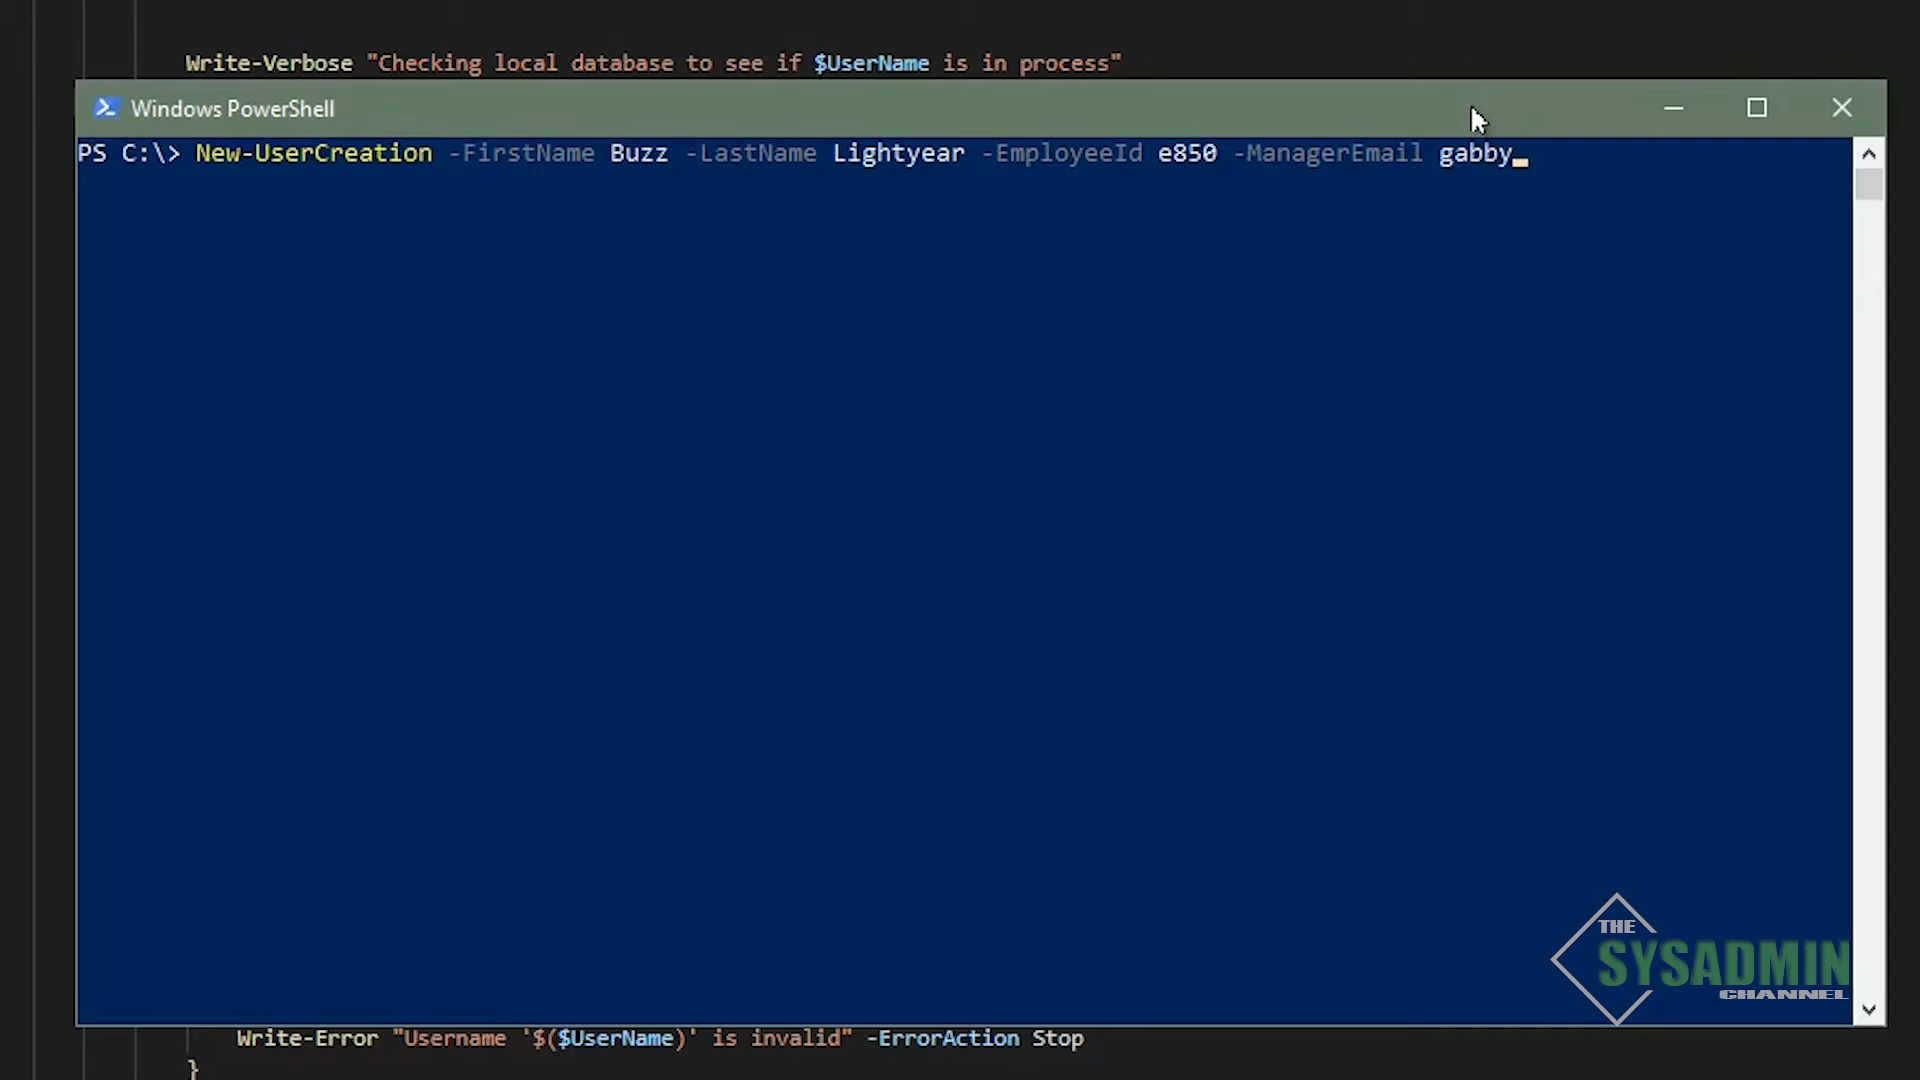 Write-Verbose "Checking local database to see if $UserName is in process"
Windows PowerShell
PS C:\> New-UserCreation -FirstName Buzz -LastName Lightyear -EmployeeId e850 -ManagerEmail gabby_
THE
SYSADMIN
CHANNEL
Write-Error "Username '$($UserName)' is invalid" -ErrorAction Stop
}